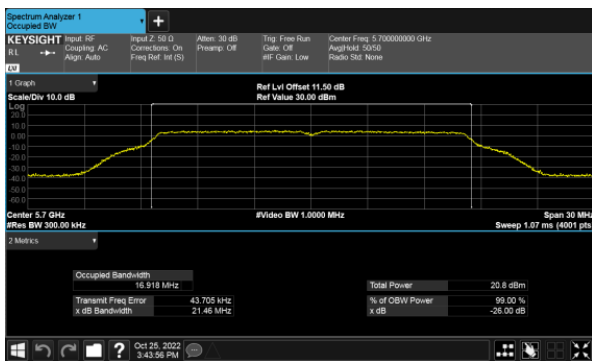 Spectrum Analyzer 1
Occupied BW
+
KEYSIGHT
RL
LXI
Input: RF
Coupling: AC
Align: Auto
Input Z: 50 Ω
Corrections: On
Freq Ref: Int (S)
Atten: 30 dB
Preamp: Off
Trig: Free Run
Gate: Off
#IF Gain: Low
Center Freq: 5.700000000 GHz
Avg|Hold: 50/50
Radio Std: None
1 Graph
Scale/Div 10.0 dB
Ref Lvl Offset 11.50 dB
Ref Value 30.00 dBm
Log
20.0
10.0
0.00
-10.0
-20.0
-30.0
-40.0
-50.0
-60.0
Center 5.7 GHz
#Res BW 300.00 kHz
#Video BW 1.0000 MHz
Span 30 MHz
Sweep 1.07 ms (4001 pts)
2 Metrics
Occupied Bandwidth
16.918 MHz
Total Power 20.8 dBm
Transmit Freq Error 43.705 kHz
% of OBW Power 99.00 %
x dB Bandwidth 21.46 MHz
x dB -26.00 dB
?
Oct 25, 2022
3:43:56 PM